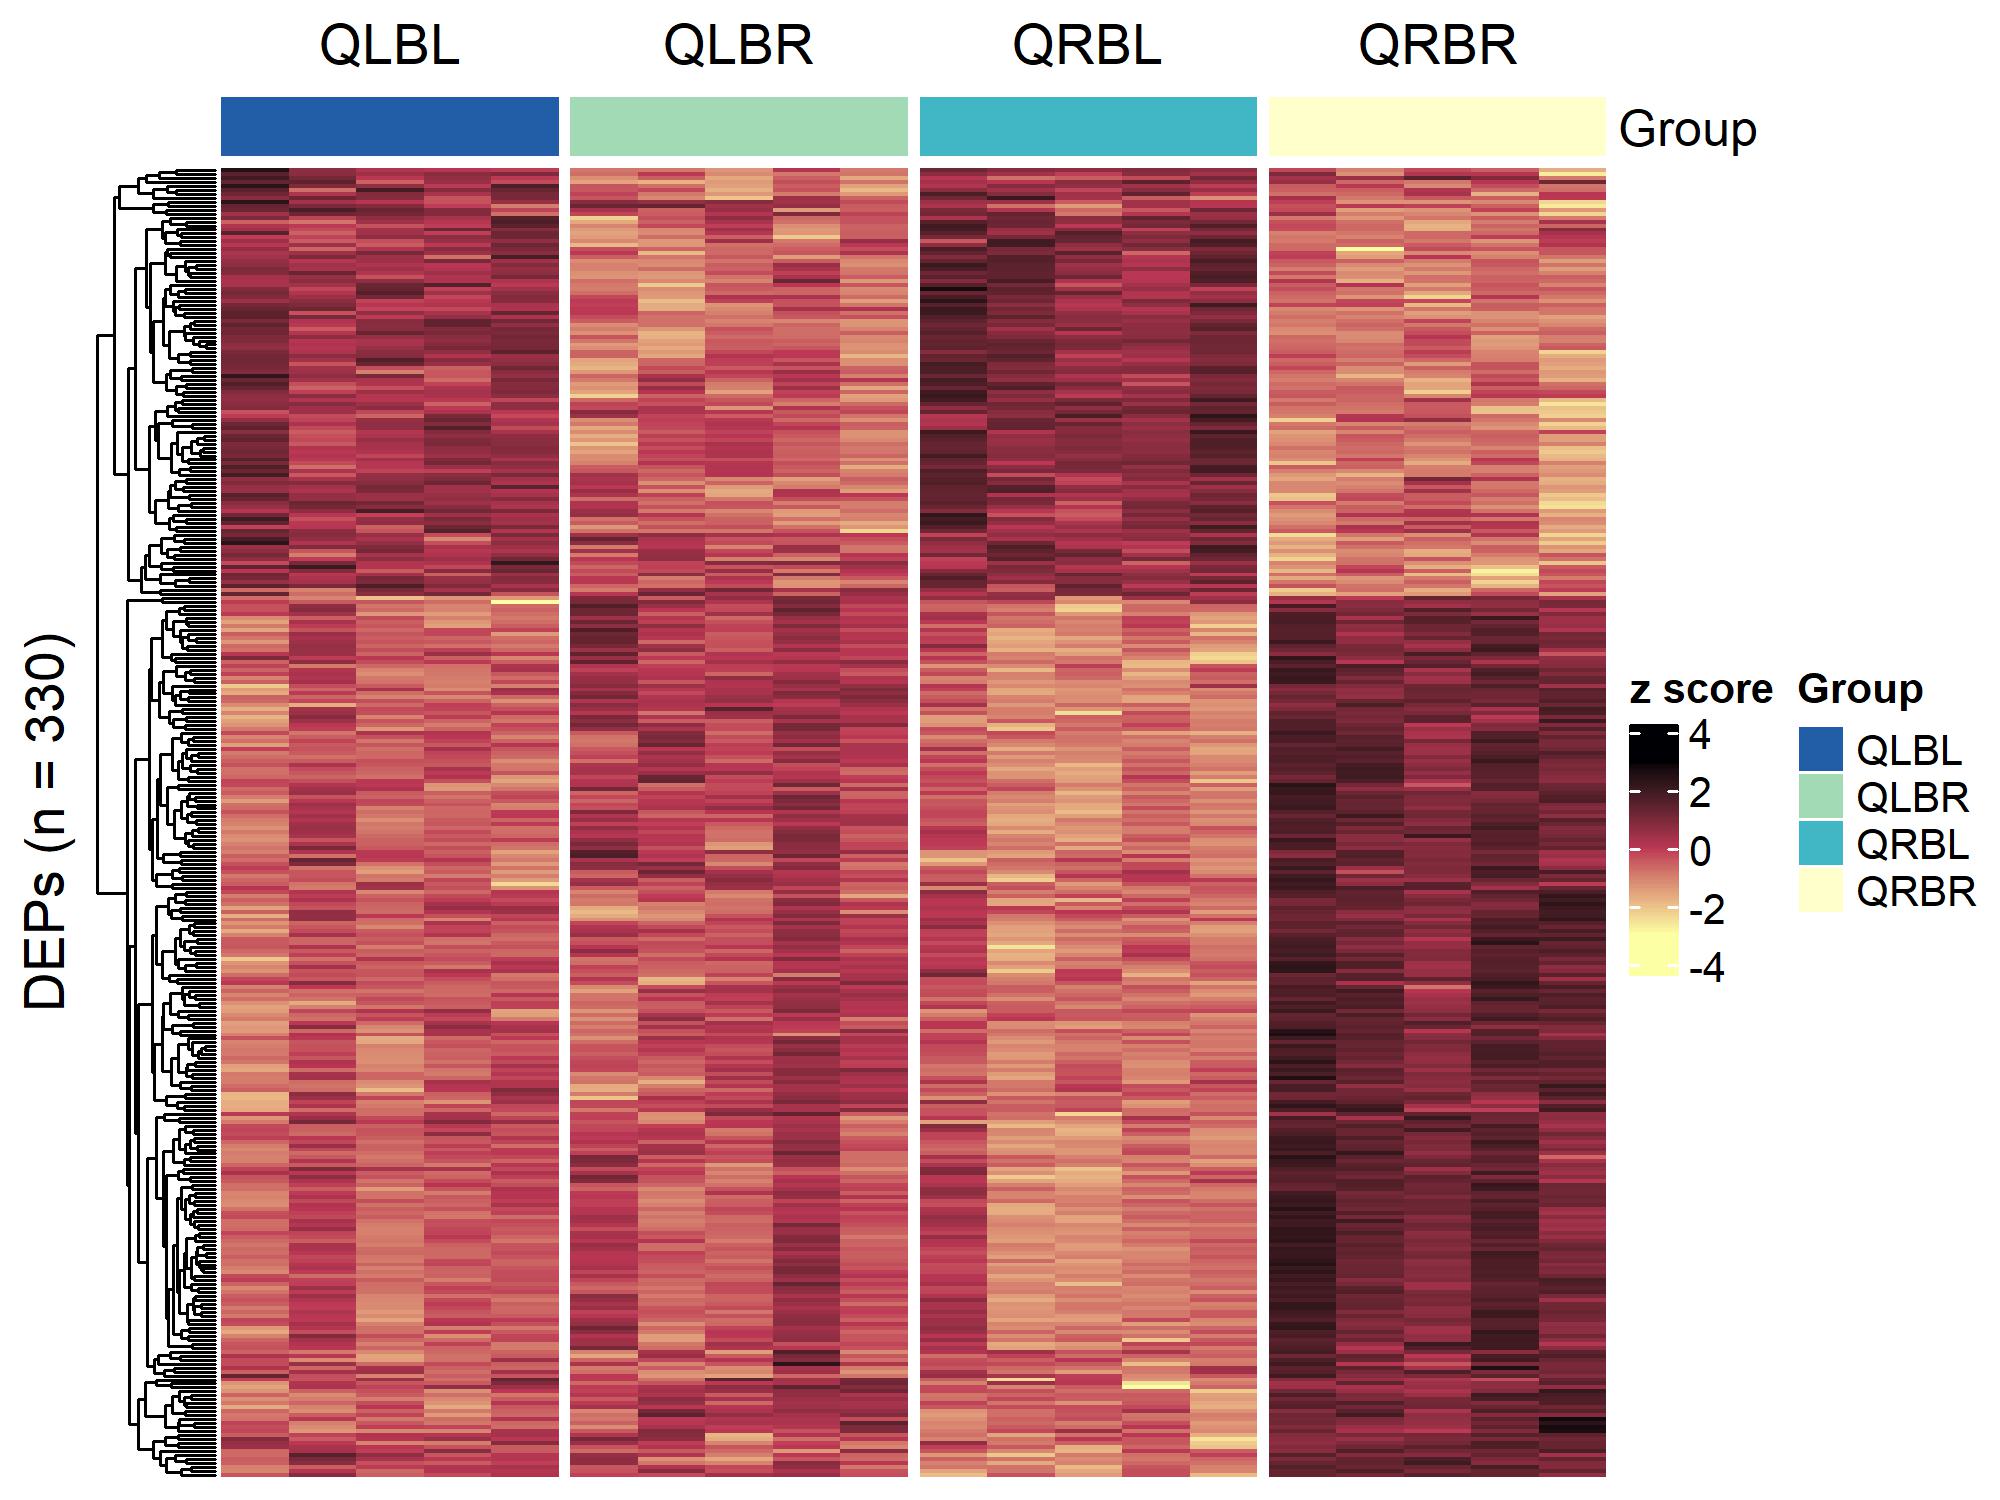 QLBL QLBR QRBL QRBR
Group
DEPs (n = 330)
z score
4
2
0
-2
-4
Group
QLBL
QLBR
QRBL
QRBR